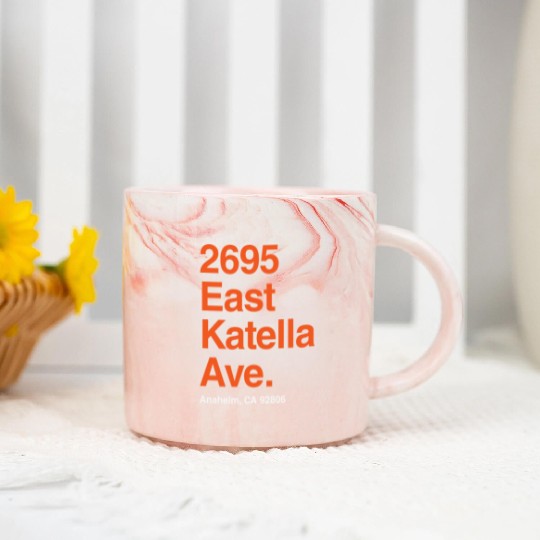 2695
East
Katella
Ave.
Anaheim, CA 92806